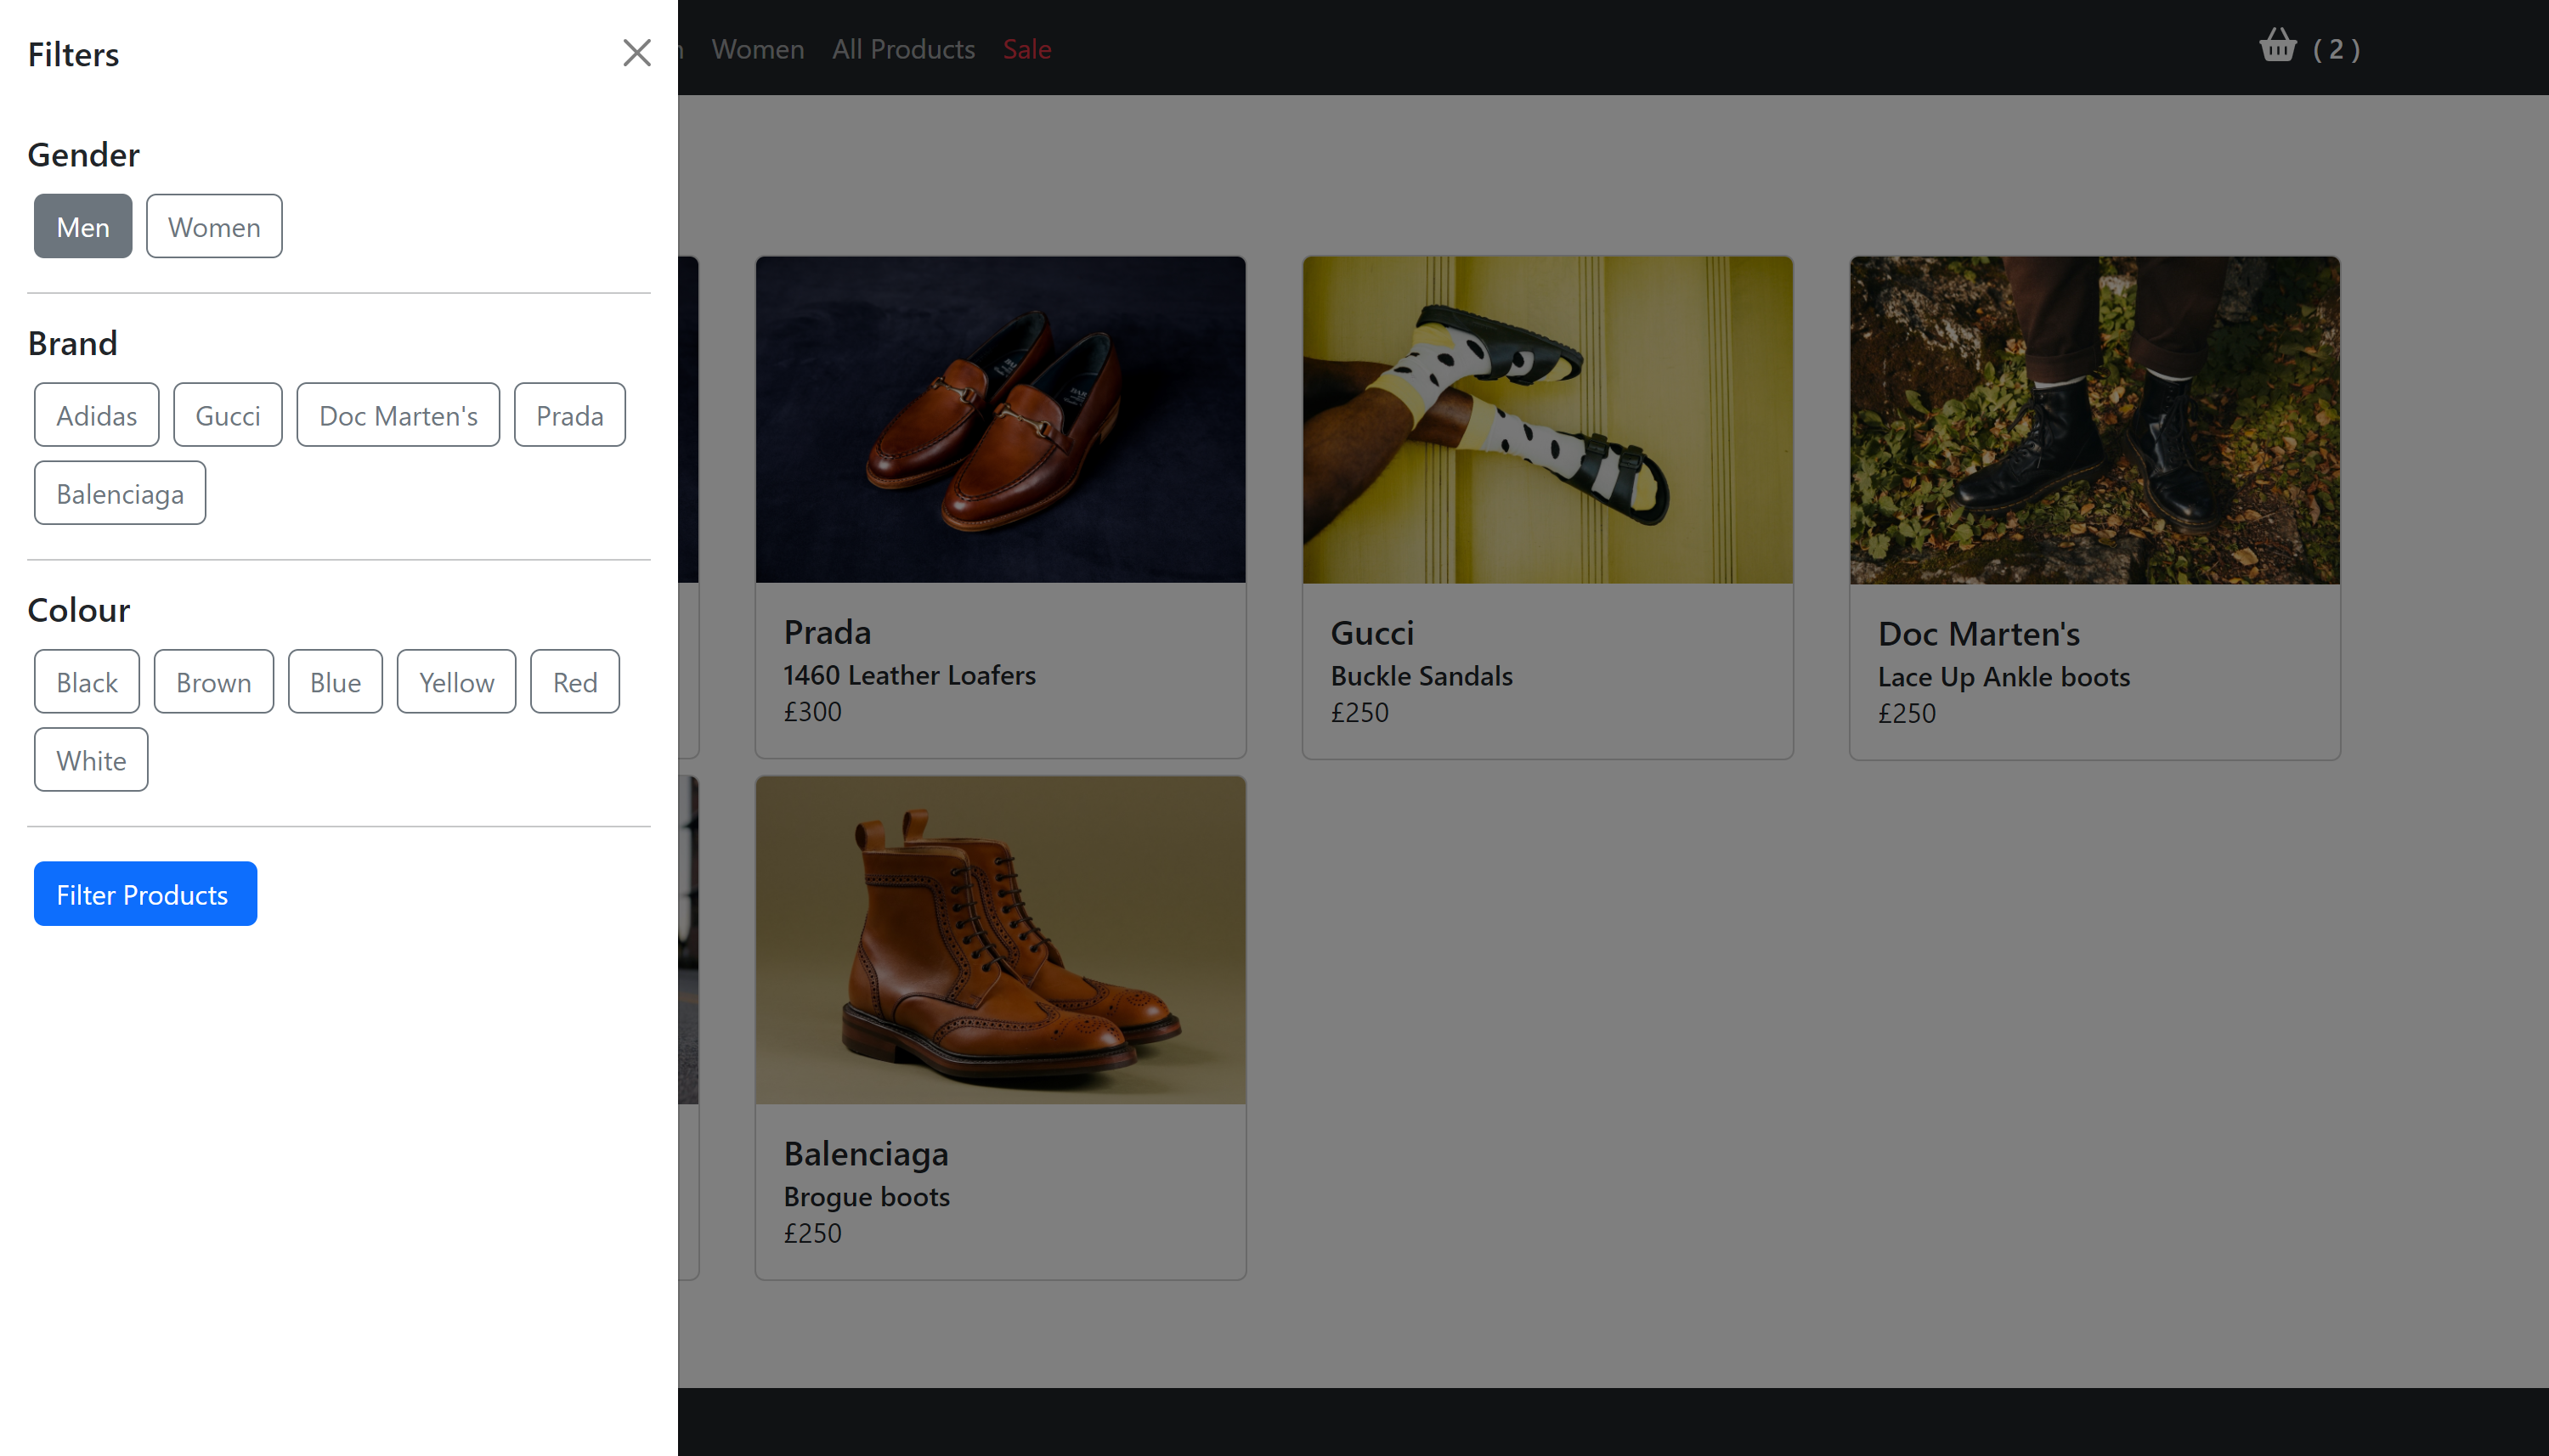 Filters
Women All Products Sale ( 2 )
Gender
Men Women
Brand
Adidas Gucci Doc Marten's Prada
Balenciaga
Colour
Black Brown Blue Yellow Red
White
Filter Products
Prada
1460 Leather Loafers
£300
Gucci
Buckle Sandals
£250
Doc Marten's
Lace Up Ankle boots
£250
Balenciaga
Brogue boots
£250